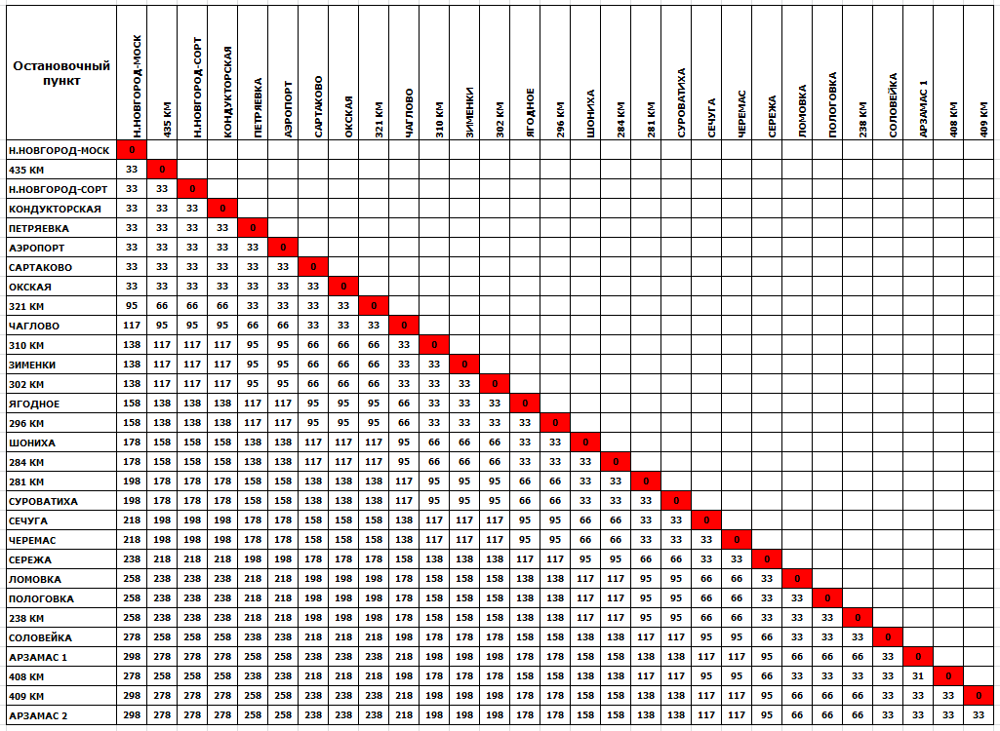 Остановочный пункт Н.НОВГОРОД-МОСК 435 КМ Н.НОВГОРОД-СОРТ КОНДУКТОРСКАЯ ПЕТРЯЕВКА АЭРОПОРТ САРТАКОВО ОКСКАЯ 321 КМ ЧАГЛОВО 310 КМ ЗИМЕНКИ 302 КМ ЯГОДНОЕ 296 КМ ШОНИХА 284 КМ 281 КМ СУРОВАТИХА СЕЧУГА ЧЕРЕМАС СЕРЕЖА ЛОМОВКА ПОЛОГОВКА 238 КМ СОЛОВЕЙКА АРЗАМАС 1 408 КМ 409 КМ
Н.НОВГОРОД-МОСК 0
435 КМ 33 0
Н.НОВГОРОД-СОРТ 33 33 0
КОНДУКТОРСКАЯ 33 33 33 0
ПЕТРЯЕВКА 33 33 33 33 0
АЭРОПОРТ 33 33 33 33 33 0
САРТАКОВО 33 33 33 33 33 33 0
ОКСКАЯ 33 33 33 33 33 33 33 0
321 КМ 95 66 66 66 33 33 33 33 0
ЧАГЛОВО 117 95 95 95 66 66 33 33 33 0
310 КМ 138 117 117 117 95 95 66 66 66 33 0
ЗИМЕНКИ 138 117 117 117 95 95 66 66 66 33 33 0
302 КМ 138 117 117 117 95 95 66 66 66 33 33 33 0
ЯГОДНОЕ 158 138 138 138 117 117 95 95 95 66 33 33 33 0
296 КМ 158 138 138 138 117 117 95 95 95 66 33 33 33 33 0
ШОНИХА 178 158 158 158 138 138 117 117 117 95 66 66 66 33 33 0
284 КМ 178 158 158 158 138 138 117 117 117 95 66 66 66 33 33 33 0
281 КМ 198 178 178 178 158 158 138 138 138 117 95 95 95 66 66 33 33 0
СУРОВАТИХА 198 178 178 178 158 158 138 138 138 117 95 95 95 66 66 33 33 33 0
СЕЧУГА 218 198 198 198 178 178 158 158 158 138 117 117 117 95 95 66 66 33 33 0
ЧЕРЕМАС 218 198 198 198 178 178 158 158 158 138 117 117 117 95 95 66 66 33 33 33 0
СЕРЕЖА 238 218 218 218 198 198 178 178 178 158 138 138 138 117 117 95 95 66 66 33 33 0
ЛОМОВКА 258 238 238 238 218 218 198 198 198 178 158 158 158 138 138 117 117 95 95 66 66 33 0
ПОЛОГОВКА 258 238 238 238 218 218 198 198 198 178 158 158 158 138 138 117 117 95 95 66 66 33 33 0
238 КМ 258 238 238 238 218 218 198 198 198 178 158 158 158 138 138 117 117 95 95 66 66 33 33 33 0
СОЛОВЕЙКА 278 258 258 258 238 238 218 218 218 198 178 178 178 158 158 138 138 117 117 95 95 66 33 33 33 0
АРЗАМАС 1 298 278 278 278 258 258 238 238 238 218 198 198 198 178 178 158 158 138 138 117 117 95 66 66 66 33 0
408 КМ 278 258 258 258 238 238 218 218 218 198 178 178 178 158 158 138 138 117 117 95 95 66 33 33 33 33 31 0
409 КМ 298 278 278 278 258 258 238 238 238 218 198 198 198 178 178 158 158 138 138 117 117 95 66 66 66 33 33 33 0
АРЗАМАС 2 298 278 278 278 258 258 238 238 238 218 198 198 198 178 178 158 158 138 138 117 117 95 66 66 66 33 33 33 33